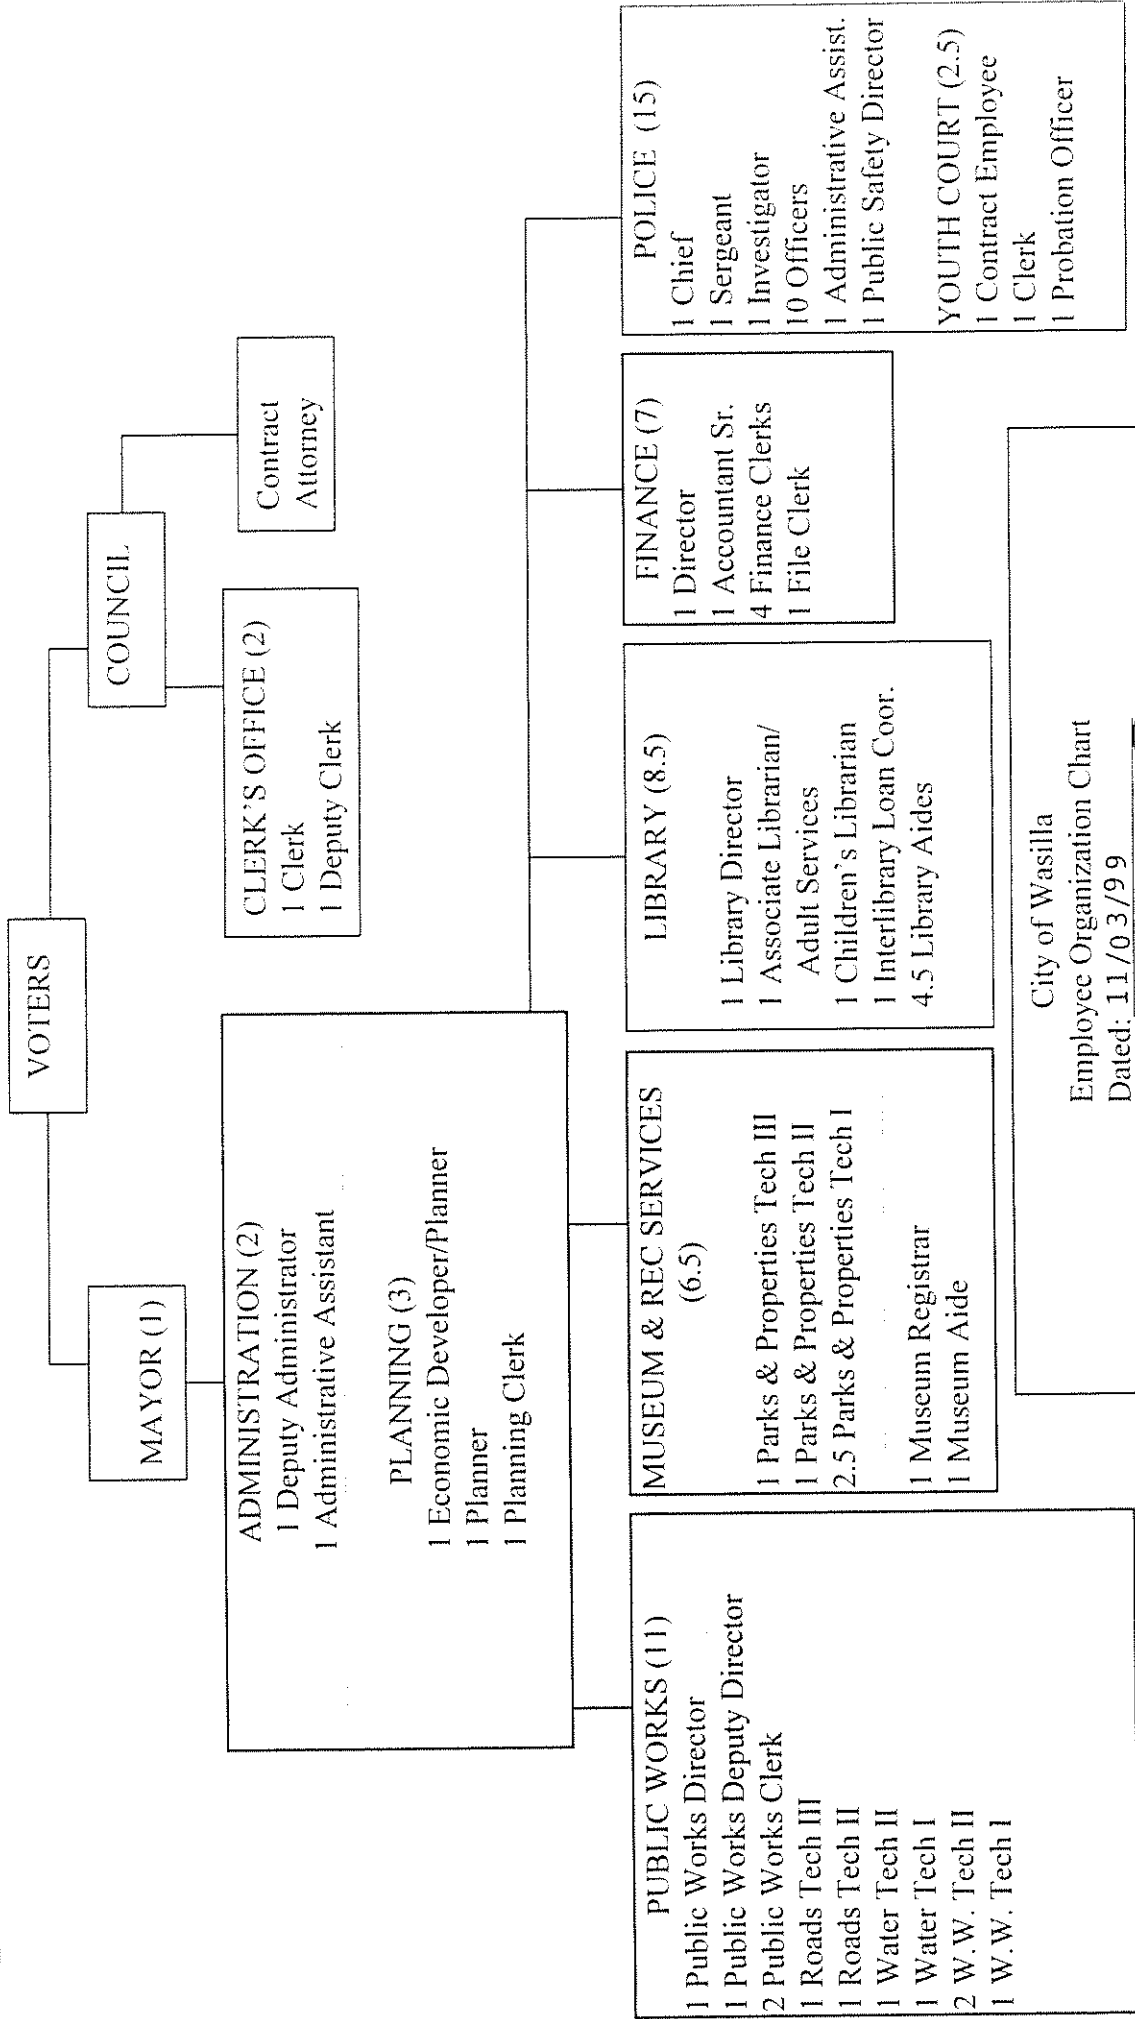 VOTERS
MAYOR (1)
COUNCIL
ADMINISTRATION (2)
1 Deputy Administrator
1 Administrative Assistant
PLANNING (3)
1 Economic Developer/Planner
1 Planner
1 Planning Clerk
CLERK'S OFFICE (2)
1 Clerk
1 Deputy Clerk
Contract
Attorney
PUBLIC WORKS (11)
1 Public Works Director
1 Public Works Deputy Director
2 Public Works Clerk
1 Roads Tech III
1 Roads Tech II
1 Water Tech II
1 Water Tech I
2 W.W. Tech II
1 W.W. Tech I
MUSEUM & REC SERVICES
(6.5)
1 Parks & Properties Tech III
1 Parks & Properties Tech II
2.5 Parks & Properties Tech I
1 Museum Registrar
1 Museum Aide
LIBRARY (8.5)
1 Library Director
1 Associate Librarian/
Adult Services
1 Children's Librarian
1 Interlibrary Loan Coor.
4.5 Library Aides
FINANCE (7)
1 Director
1 Accountant Sr.
4 Finance Clerks
1 File Clerk
POLICE (15)
1 Chief
1 Sergeant
1 Investigator
10 Officers
1 Administrative Assist.
1 Public Safety Director
YOUTH COURT (2.5)
1 Contract Employee
1 Clerk
1 Probation Officer
City of Wasilla
Employee Organization Chart
Dated: 11/03/99